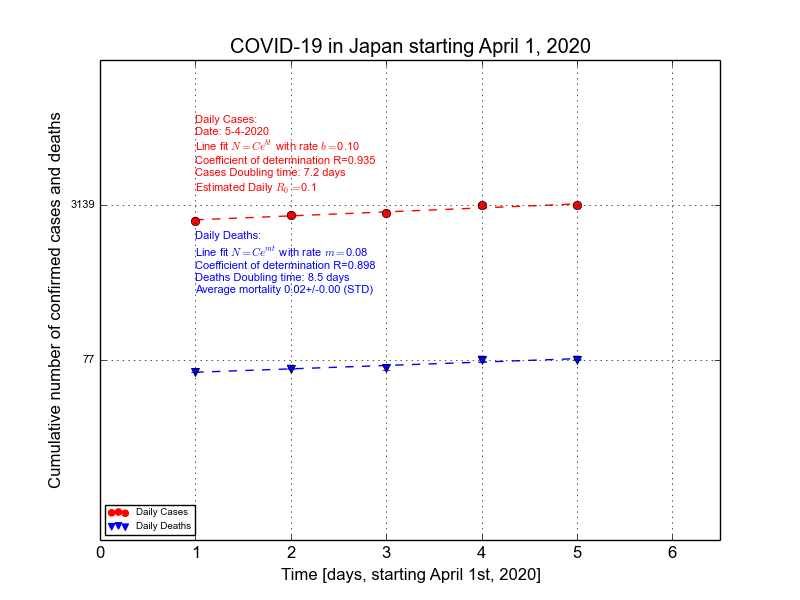 COVID-19 in Japan starting April 1, 2020
Cumulative number of confirmed cases and deaths
Daily Cases:
Date: 5-4-2020
Line fit N=Ce^{bt} with rate b=0.10
Coefficient of determination R=0.935
Cases Doubling time: 7.2 days
Estimated Daily R_0=0.1
3139
Daily Deaths:
Line fit N=Ce^{mt} with rate m=0.08
Coefficient of determination R=0.898
Deaths Doubling time: 8.5 days
Average mortality 0.02+/-0.00 (STD)
77
Daily Cases
Daily Deaths
0 1 2 3 4 5 6
Time [days, starting April 1st, 2020]